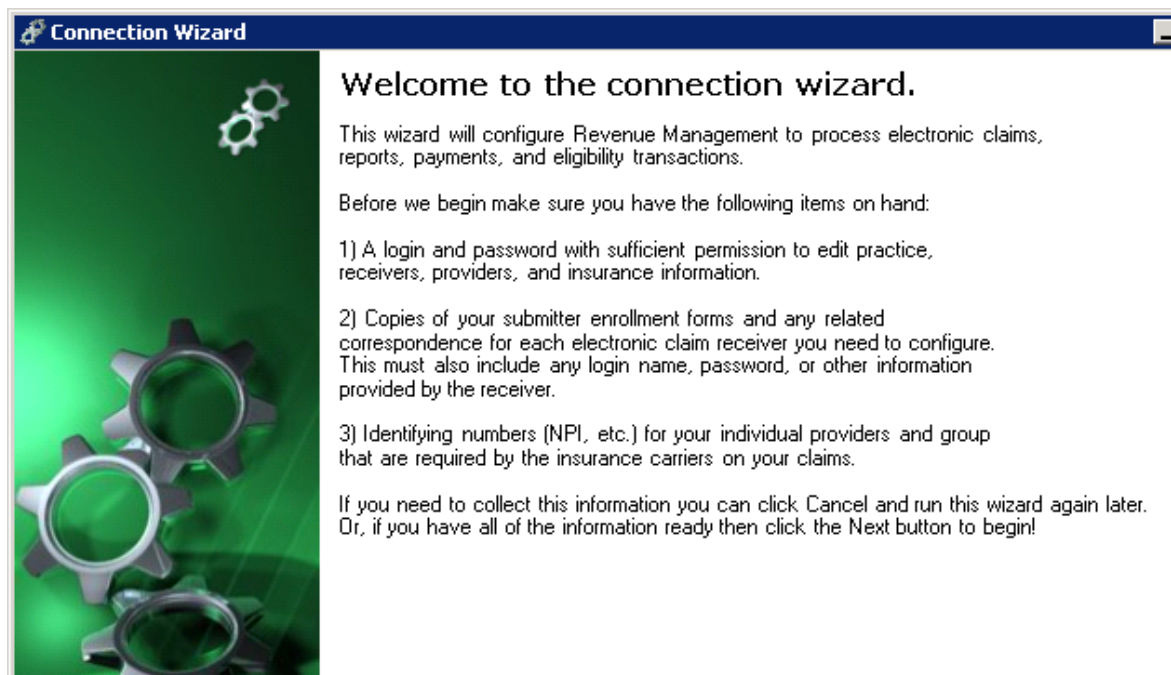 Connection Wizard
Welcome to the connection wizard.
This wizard will configure Revenue Management to process electronic claims,
reports, payments, and eligibility transactions.
Before we begin make sure you have the following items on hand:
1) A login and password with sufficient permission to edit practice,
receivers, providers, and insurance information.
2) Copies of your submitter enrollment forms and any related
correspondence for each electronic claim receiver you need to configure.
This must also include any login name, password, or other information
provided by the receiver.
3) Identifying numbers (NPI, etc.) for your individual providers and group
that are required by the insurance carriers on your claims.
If you need to collect this information you can click Cancel and run this wizard again later.
Or, if you have all of the information ready then click the Next button to begin!